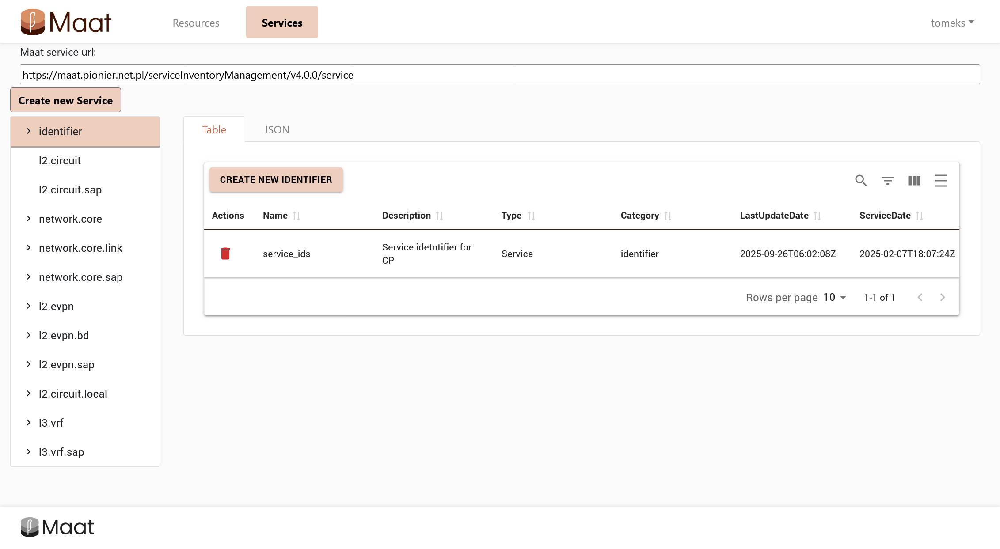 Maat
Resources
Services
tomeks
Maat service url:
https://maat.pionier.net.pl/serviceInventoryManagement/v4.0.0/service
Create new Service
identifier
l2.circuit
l2.circuit.sap
network.core
network.core.link
network.core.sap
l2.evpn
l2.evpn.bd
l2.evpn.sap
l2.circuit.local
l3.vrf
l3.vrf.sap
Table JSON
CREATE NEW IDENTIFIER
Actions Name Description Type Category LastUpdateDate ServiceDate
service_ids Service idetntifier for CP Service identifier 2025-09-26T06:02:08Z 2025-02-07T18:07:24Z
Rows per page 10 1-1 of 1
Maat